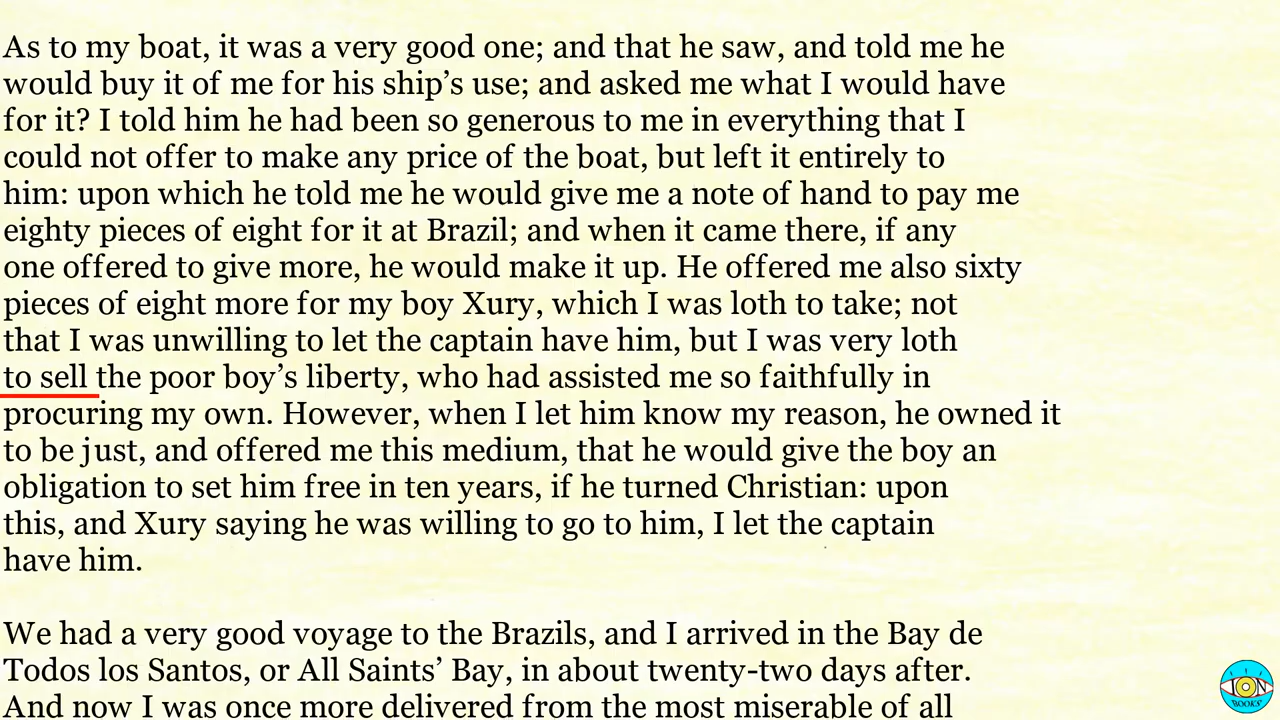 As to my boat, it was a very good one; and that he saw, and told me he
would buy it of me for his ship’s use; and asked me what I would have
for it? I told him he had been so generous to me in everything that I
could not offer to make any price of the boat, but left it entirely to
him: upon which he told me he would give me a note of hand to pay me
eighty pieces of eight for it at Brazil; and when it came there, if any
one offered to give more, he would make it up. He offered me also sixty
pieces of eight more for my boy Xury, which I was loth to take; not
that I was unwilling to let the captain have him, but I was very loth
to sell the poor boy’s liberty, who had assisted me so faithfully in
procuring my own. However, when I let him know my reason, he owned it
to be just, and offered me this medium, that he would give the boy an
obligation to set him free in ten years, if he turned Christian: upon
this, and Xury saying he was willing to go to him, I let the captain
have him.
We had a very good voyage to the Brazils, and I arrived in the Bay de
Todos los Santos, or All Saints’ Bay, in about twenty-two days after.
And now I was once more delivered from the most miserable of all
ION
BOOKS